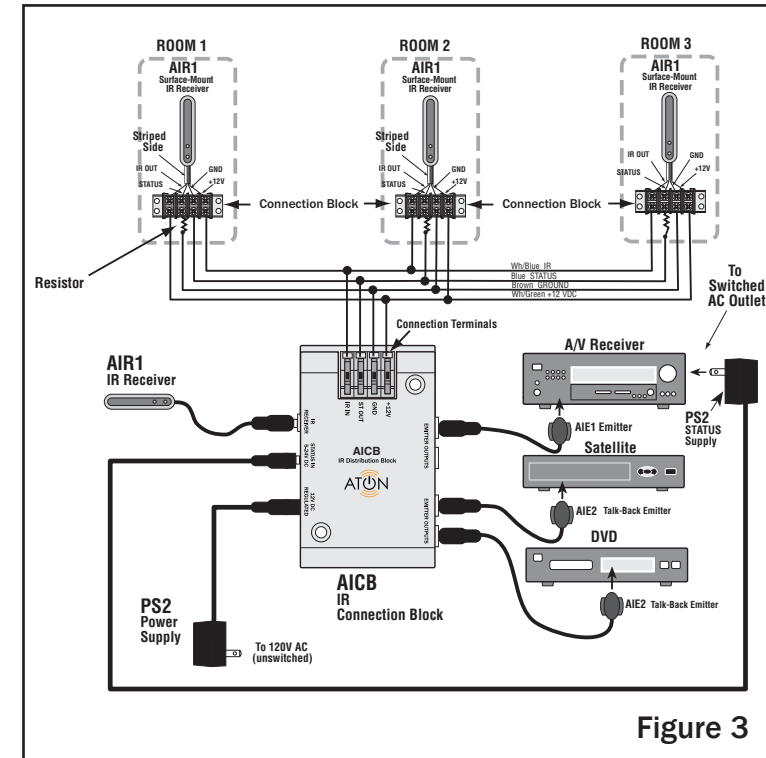 ROOM 1
AIR1
Surface-Mount
IR Receiver
Striped
Side
IR OUT
STATUS
GND
+12V
ROOM 2
AIR1
Surface-Mount
IR Receiver
Striped
Side
IR OUT
STATUS
GND
+12V
ROOM 3
AIR1
Surface-Mount
IR Receiver
IR OUT
STATUS
GND
+12V
Connection Block
Connection Block
Resistor
Wh/Blue IR
Blue STATUS
Brown GROUND
Wh/Green +12 VDC
To
Switched
AC Outlet
Connection Terminals
IR IN
ST OUT
GND
+12V
AIR1
IR Receiver
IR
RECEIVER
STATUS IN
5-24V DC
12V DC
REGULATED
AICB
IR Distribution Block
ATON
EMITTER OUTPUTS
EMITTER OUTPUTS
A/V Receiver
AIE1 Emitter
PS2
STATUS
Supply
Satellite
AIE2 Talk-Back Emitter
DVD
AIE2 Talk-Back Emitter
AICB
IR
Connection Block
PS2
Power
Supply
To 120V AC
(unswitched)
Figure 3